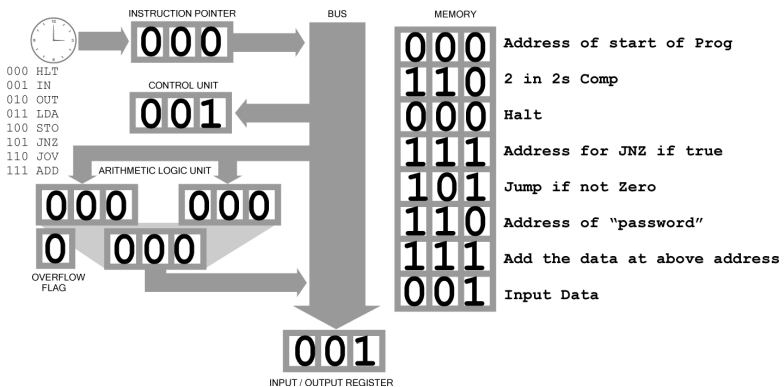 INSTRUCTION POINTER
BUS
MEMORY
000
000 HLT
001 IN
010 OUT
011 LDA
100 STO
101 JNZ
110 JOV
111 ADD
CONTROL UNIT
001
ARITHMETIC LOGIC UNIT
000
000
0
000
OVERFLOW
FLAG
001
INPUT / OUTPUT REGISTER
000 Address of start of Prog
110 2 in 2s Comp
000 Halt
111 Address for JNZ if true
101 Jump if not Zero
110 Address of “password”
111 Add the data at above address
001 Input Data